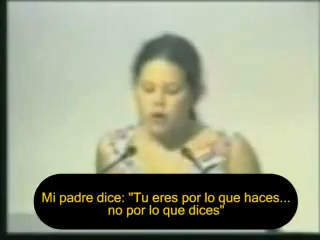 Mi padre dice: "Tu eres por lo que haces...
no por lo que dices"